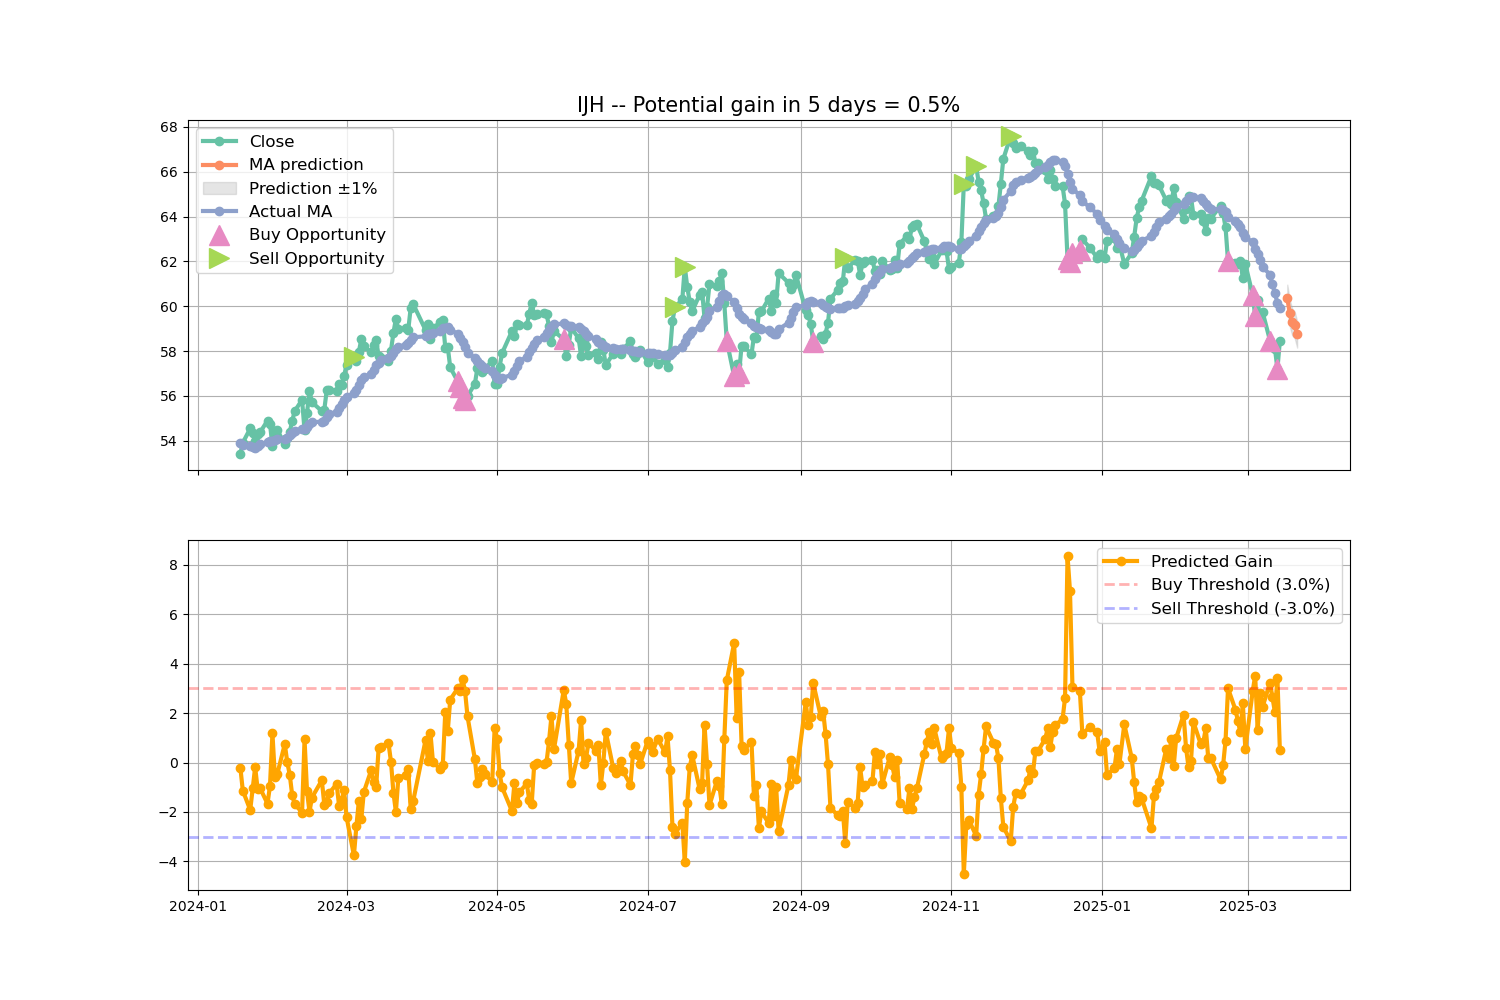 IJH -- Potential gain in 5 days = 0.5%
68
66
64
62
60
58
56
54
Close
MA prediction
Prediction ±1%
Actual MA
Buy Opportunity
Sell Opportunity
8
6
4
2
0
−2
−4
Predicted Gain
Buy Threshold (3.0%)
Sell Threshold (-3.0%)
2024-01
2024-03
2024-05
2024-07
2024-09
2024-11
2025-01
2025-03